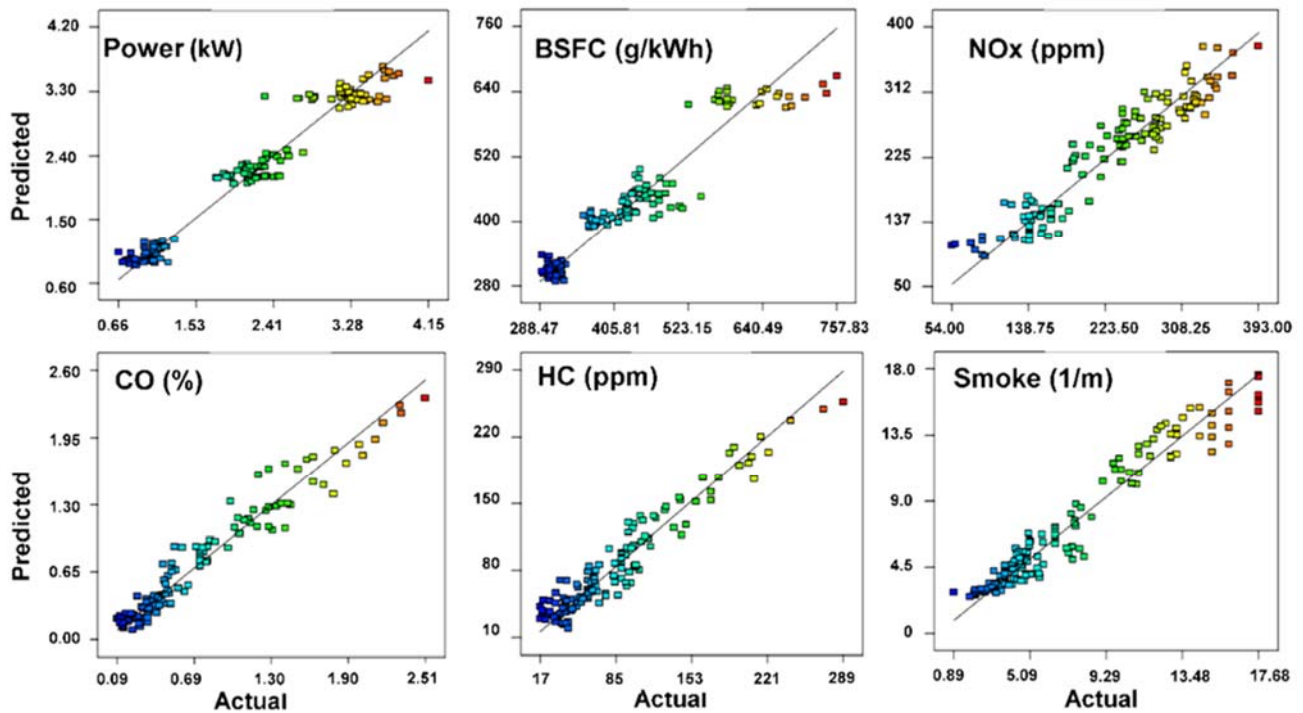 Power (kW)
4.20
3.30
2.40
1.50
0.60
0.66 1.53 2.41 3.28 4.15
BSFC (g/kWh)
760
640
520
400
280
288.47 405.81 523.15 640.49 757.83
NOx (ppm)
400
312
225
137
50
54.00 138.75 223.50 308.25 393.00
Predicted
CO (%)
2.60
1.95
1.30
0.65
0.00
0.09 0.69 1.30 1.90 2.51
Actual
HC (ppm)
290
220
150
80
10
17 85 153 221 289
Actual
Smoke (1/m)
18.0
13.5
9.0
4.5
0
0.89 5.09 9.29 13.48 17.68
Actual
Predicted